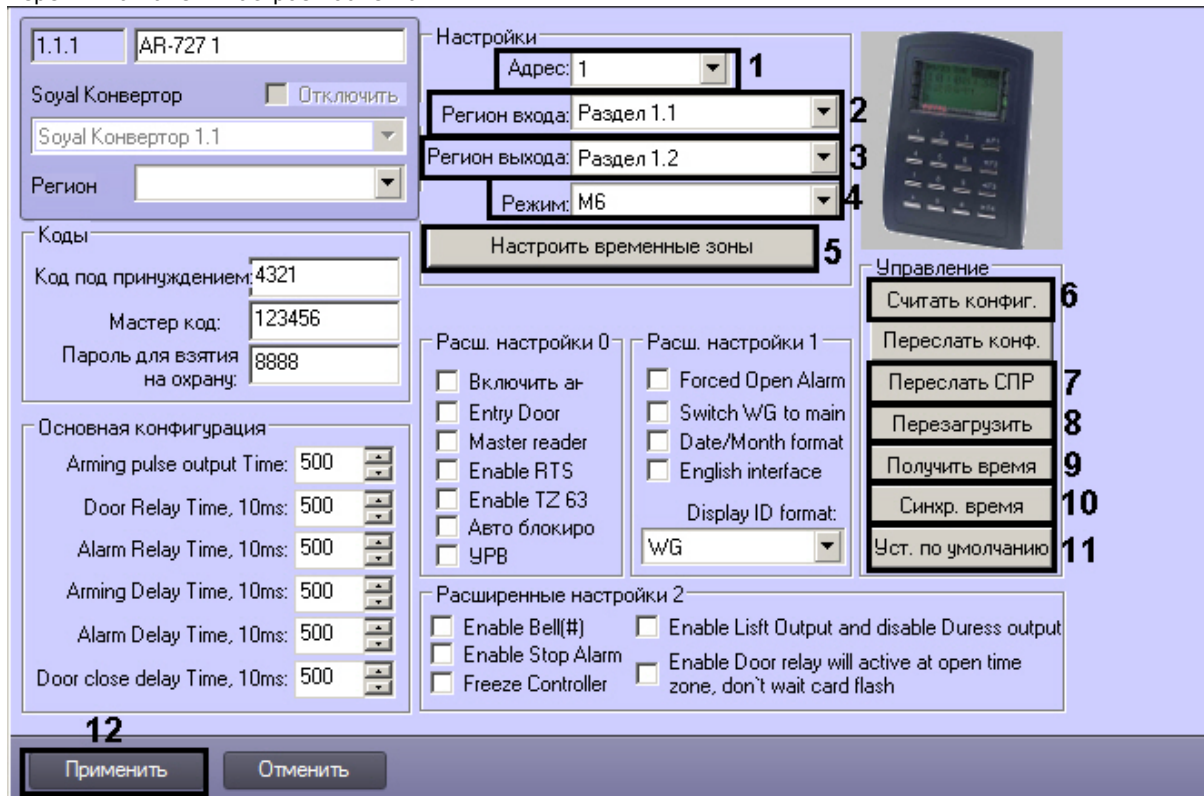 1.1.1 AR-727 1
Soyal Конвертор Отключить
Soyal Конвертор 1.1
Регион
Настройки
Адрес: 1 1
Регион входа: Раздел 1.1 2
Регион выхода: Раздел 1.2 3
Режим: M6 4
Настроить временные зоны 5
Коды
Код под принуждением: 4321
Мастер код: 123456
Пароль для взятия
на охрану: 8888
Основная конфигурация
Arming pulse output Time: 500
Door Relay Time, 10ms: 500
Alarm Relay Time, 10ms: 500
Arming Delay Time, 10ms: 500
Alarm Delay Time, 10ms: 500
Door close delay Time, 10ms: 500
Расш. настройки 0
Включить ан
Entry Door
Master reader
Enable RTS
Enable TZ 63
Авто блокиро
УРВ
Расш. настройки 1
Forced Open Alarm
Switch WG to main
Date/Month format
English interface
Display ID format:
WG
Управление
Считать конфиг. 6
Переслать конф.
Переслать СПР 7
Перезагрузить 8
Получить время 9
Синхр. время 10
Уст. по умолчанию 11
Расширенные настройки 2
Enable Bell(#)
Enable Stop Alarm
Freeze Controller
Enable Lisft Output and disable Duress output
Enable Door relay will active at open time
zone, don`t wait card flash
12
Применить Отменить